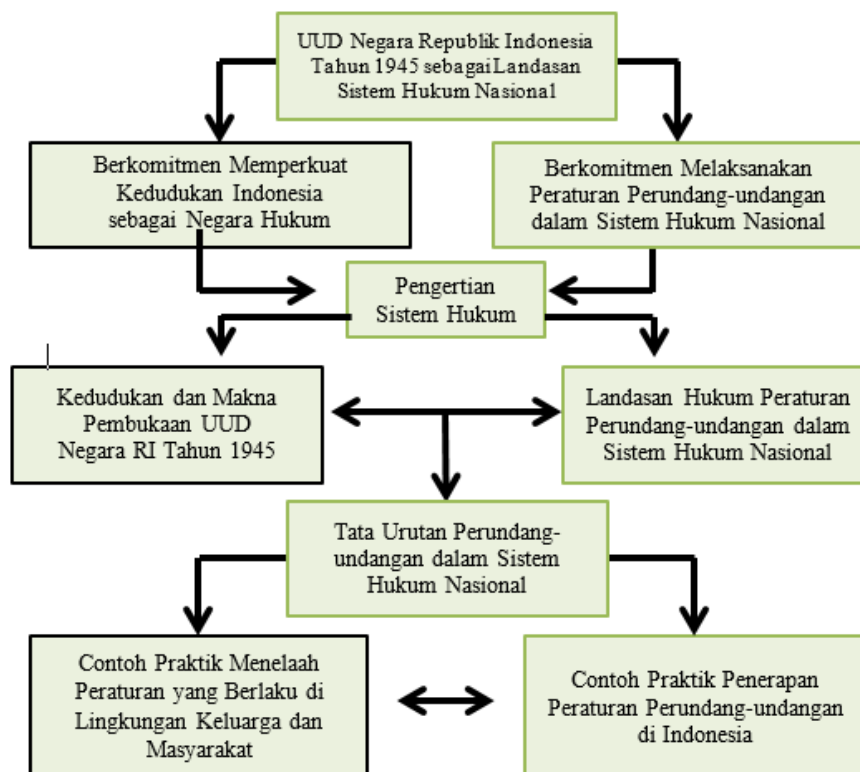 UUD Negara Republik Indonesia
Tahun 1945 sebagai Landasan
Sistem Hukum Nasional
Berkomitmen Memperkuat
Kedudukan Indonesia
sebagai Negara Hukum
Berkomitmen Melaksanakan
Peraturan Perundang-undangan
dalam Sistem Hukum Nasional
Pengertian
Sistem Hukum
Kedudukan dan Makna
Pembukaan UUD
Negara RI Tahun 1945
Landasan Hukum Peraturan
Perundang-undangan dalam
Sistem Hukum Nasional
Tata Urutan Perundang-
undangan dalam Sistem
Hukum Nasional
Contoh Praktik Menelaah
Peraturan yang Berlaku di
Lingkungan Keluarga dan
Masyarakat
Contoh Praktik Penerapan
Peraturan Perundang-undangan
di Indonesia